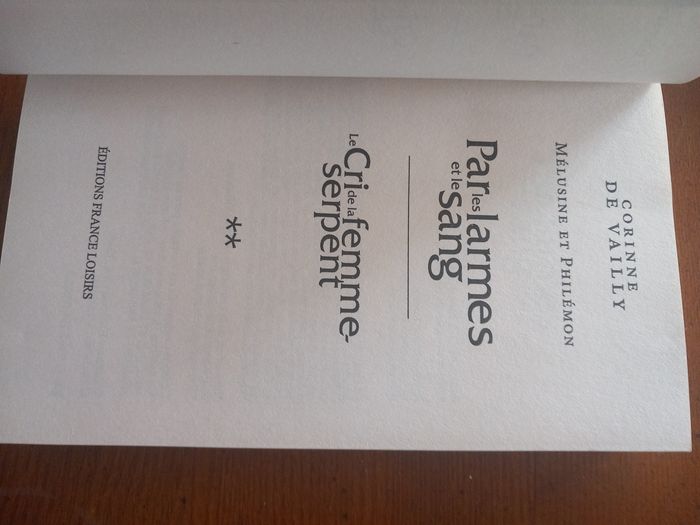 CORINNE
DE VAILLY
MÉLUSINE ET PHILÉMON
Par les larmes
et le sang
Le Cri de la femme-
serpent
**
ÉDITIONS FRANCE LOISIRS